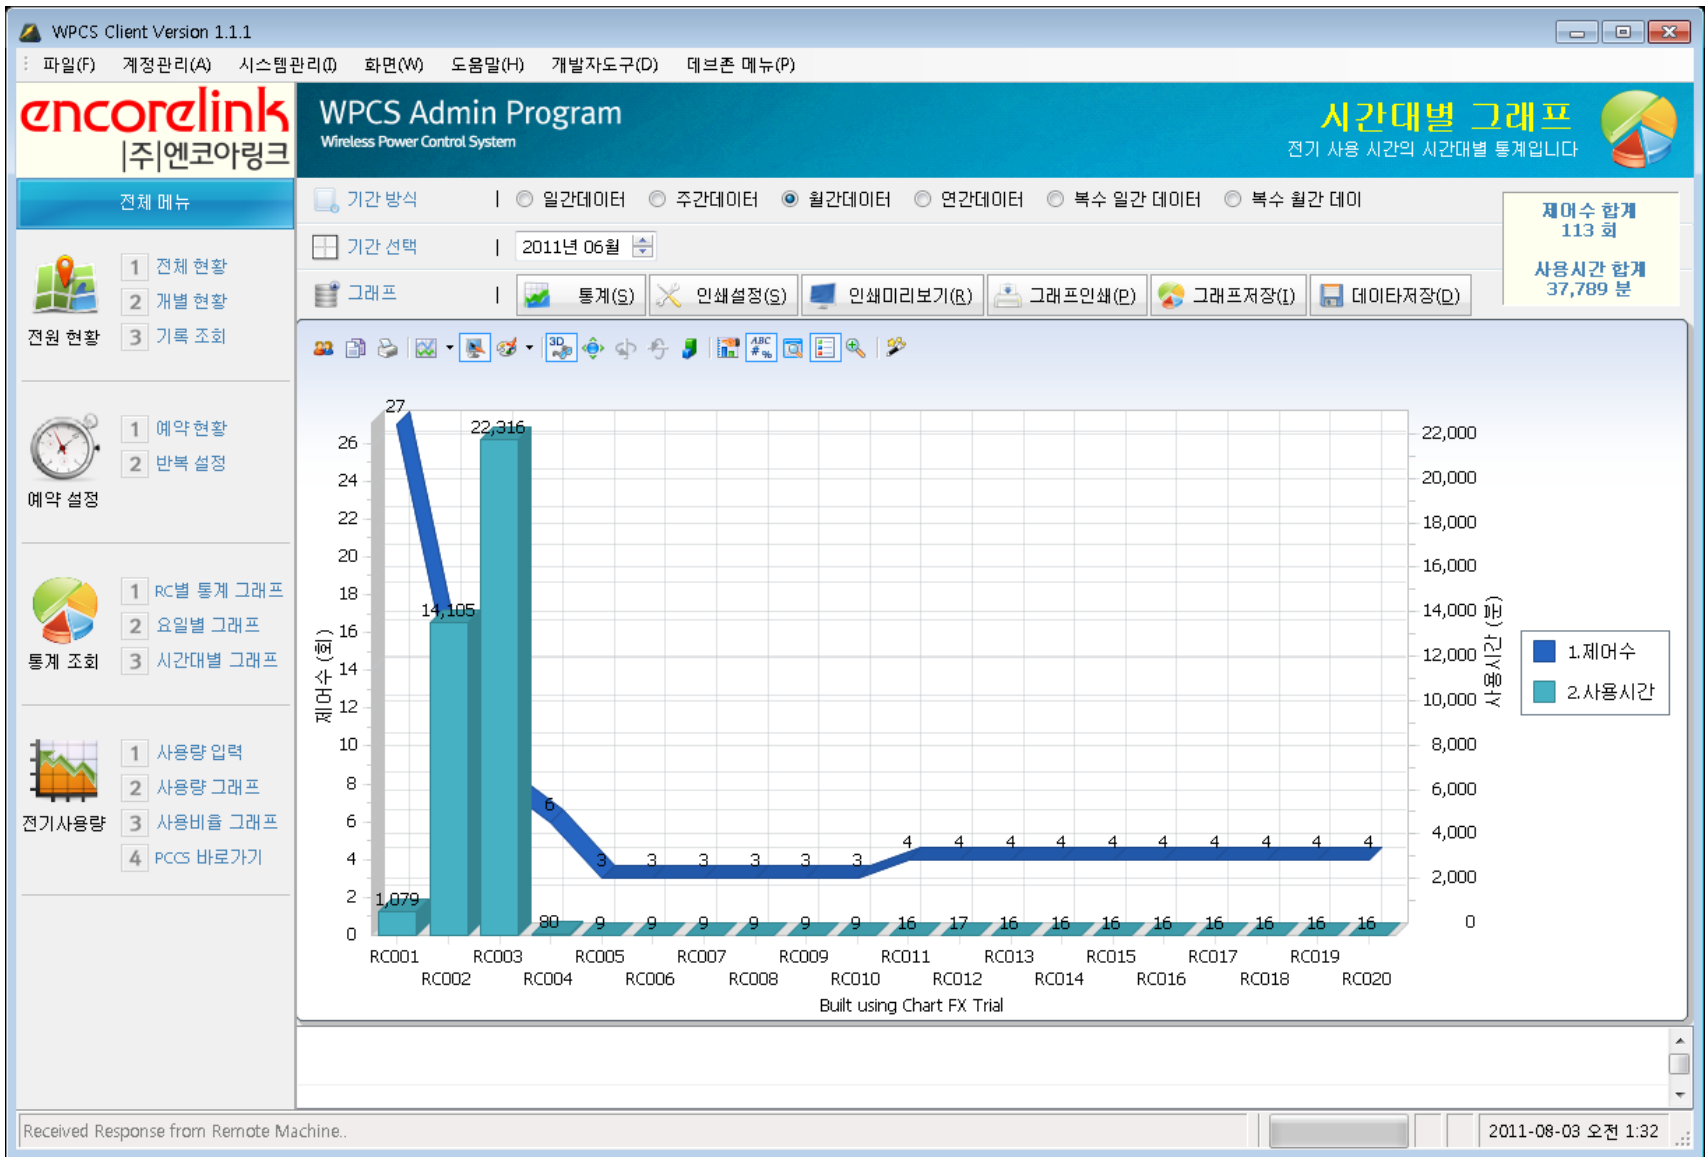 WPCS Client Version 1.1.1
파일(F) 계정관리(A) 시스템관리(I) 화면(W) 도움말(H) 개발자도구(D) 데브존 메뉴(P)
encorelink
|주|엔코아링크
WPCS Admin Program
Wireless Power Control System
시간대별 그래프
전기 사용 시간의 시간대별 통계입니다
전체 메뉴
전원 현황
1 전체 현황
2 개별 현황
3 기록 조회
예약 설정
1 예약현황
2 반복 설정
통계 조회
1 RC별 통계 그래프
2 요일별 그래프
3 시간대별 그래프
전기사용량
1 사용량 입력
2 사용량 그래프
3 사용비율 그래프
4 PCCS 바로가기
기간 방식 | 일간데이터 주간데이터 월간데이터 연간데이터 복수 일간 데이터 복수 월간 데이
기간 선택 | 2011년 06월
그래프 | 통계(S) 인쇄설정(S) 인쇄미리보기(R) 그래프인쇄(P) 그래프저장(I) 데이타저장(D)
제어수 합계
113 회
사용시간 합계
37,789 분
3D
ABC
#%
27
22,316
14,105
6
3 3 3 3 3 3 4 4 4 4 4 4 4 4 4 4
1,079
80 9 9 9 9 9 9 16 17 16 16 16 16 16 16 16 16
제어수 (회)
26
24
22
20
18
16
14
12
10
8
6
4
2
0
22,000
20,000
18,000
16,000
14,000
12,000
10,000
8,000
6,000
4,000
2,000
0
사용시간 (분)
1.제어수
2.사용시간
RC001 RC003 RC005 RC007 RC009 RC011 RC013 RC015 RC017 RC019
RC002 RC004 RC006 RC008 RC010 RC012 RC014 RC016 RC018 RC020
Built using Chart FX Trial
Received Response from Remote Machine..
2011-08-03 오전 1:32